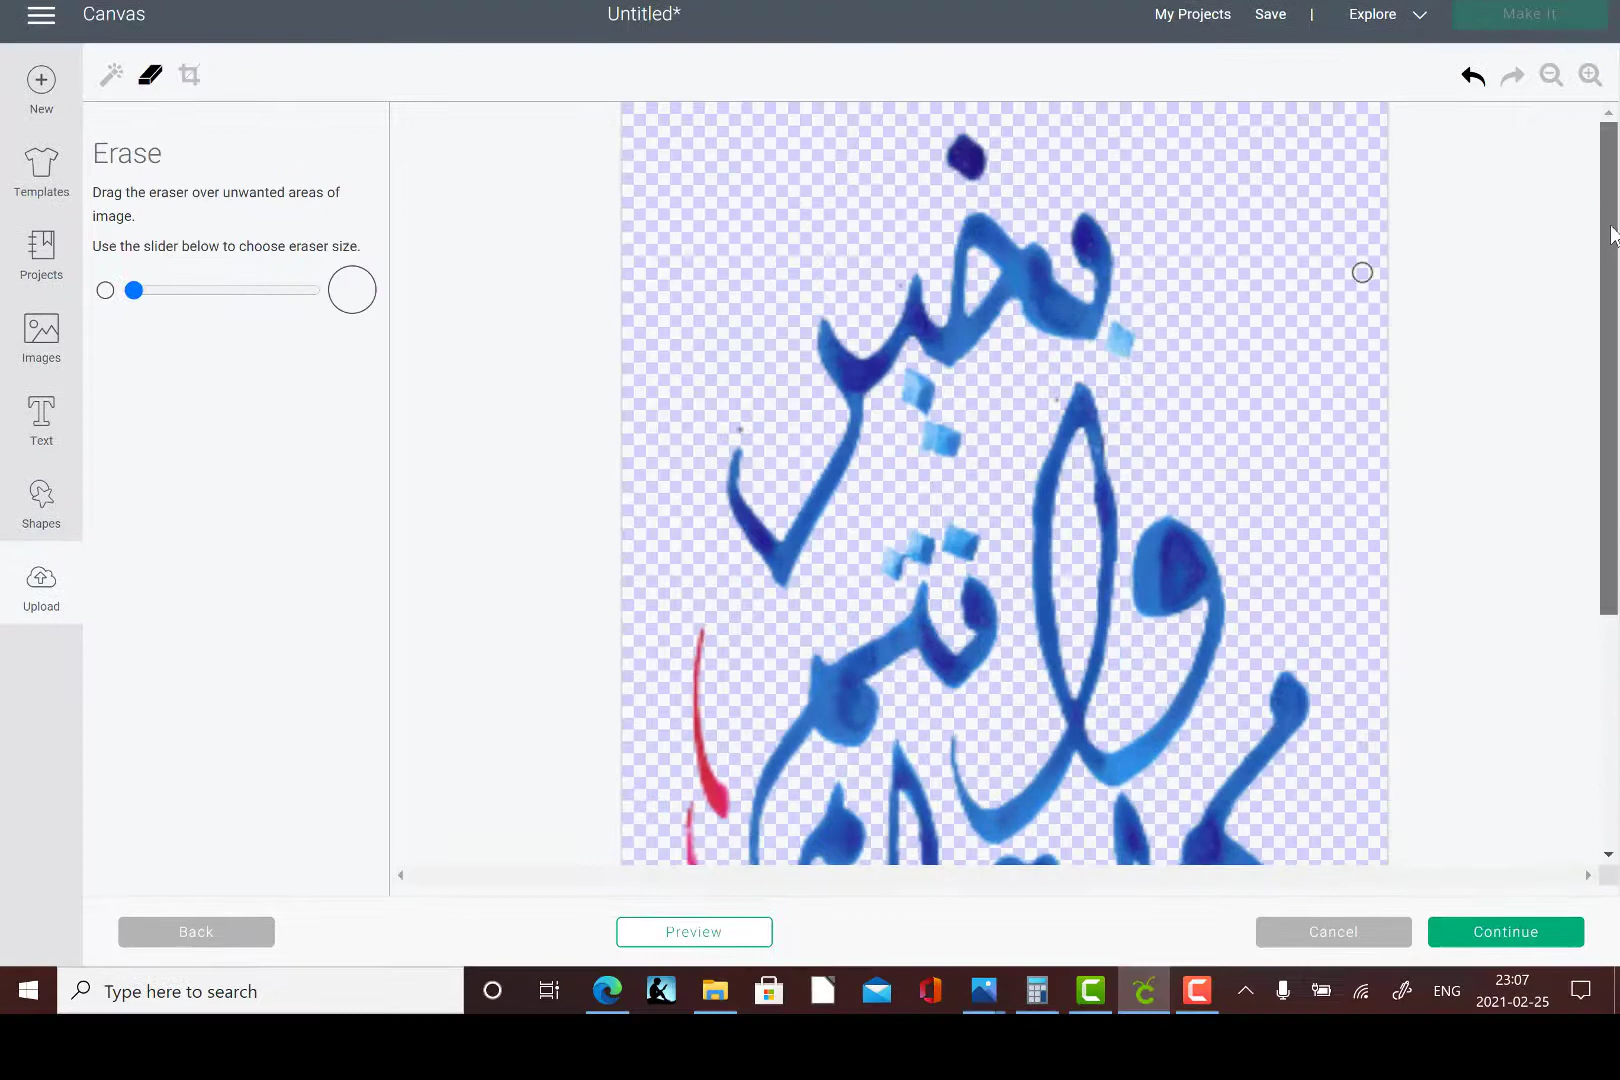 Canvas
Untitled*
My Projects
Save
|
Explore
Make It
New
Templates
Projects
Images
Text
Shapes
Upload
Erase
Drag the eraser over unwanted areas of
image.
Use the slider below to choose eraser size.
Back
Preview
Cancel
Continue
Type here to search
ENG
23:07
2021-02-25